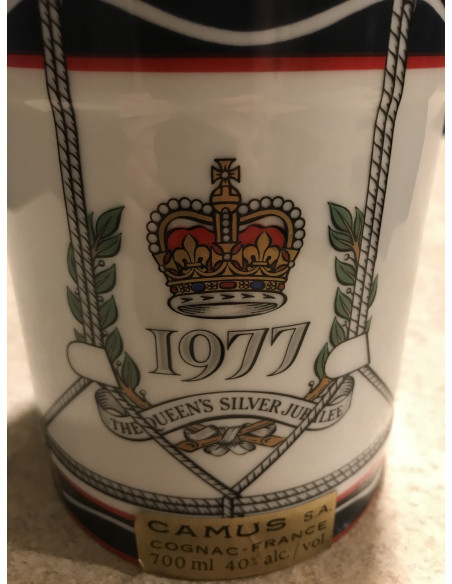 1977
THE QUEEN'S SILVER JUBILEE
CAMUS S.A.
COGNAC-FRANCE
700 ml 40% alc./vol.